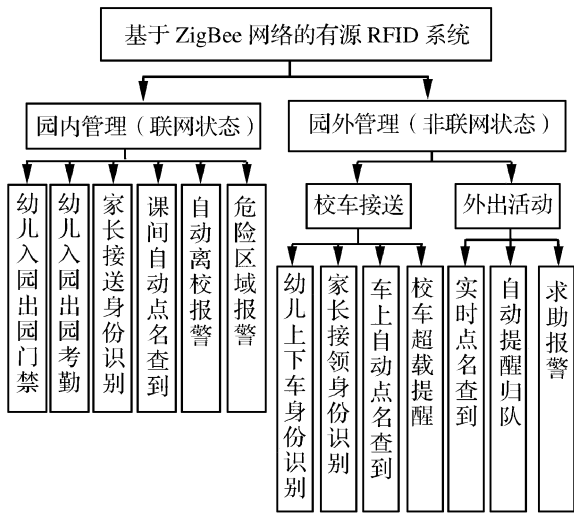 基于 ZigBee 网络的有源 RFID 系统
园内管理（联网状态）
园外管理（非联网状态）
校车接送
外出活动
幼儿入园出园门禁
幼儿入园出园考勤
家长接送身份识别
课间自动点名查到
自动离校报警
危险区域报警
幼儿上下车身份识别
家长接领身份识别
车上自动点名查到
校车超载提醒
实时点名查到
自动提醒归队
求助报警